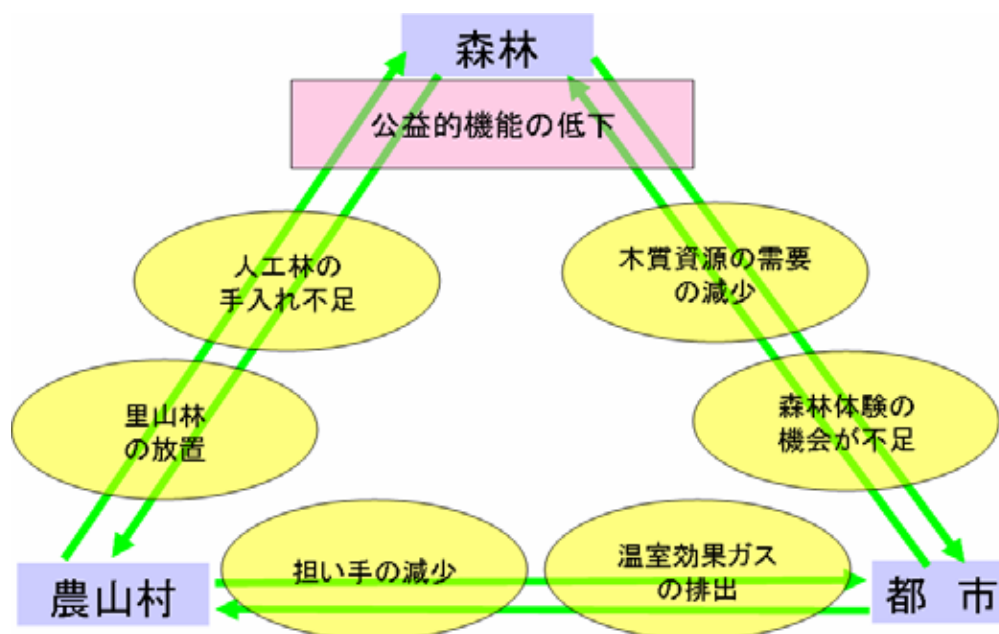 森林
公益的機能の低下
人工林の
手入れ不足
木質資源の需要
の減少
里山林
の放置
森林体験の
機会が不足
担い手の減少
温室効果ガス
の排出
農山村
都 市